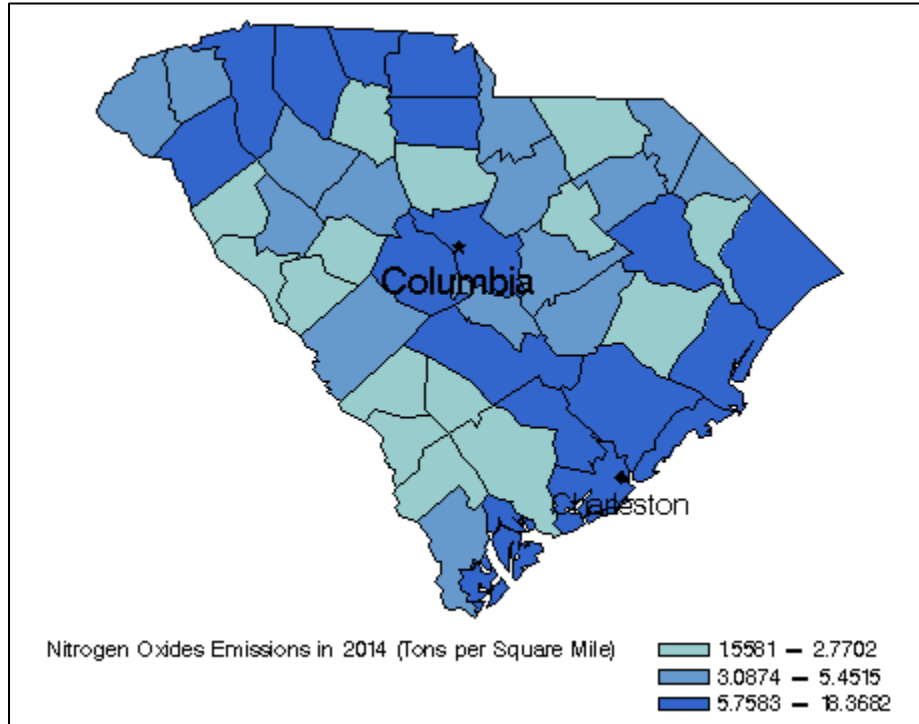 Columbia
Charleston
Nitrogen Oxides Emissions in 2014 (Tons per Square Mile)
1.5581 – 2.7702
3.0874 – 5.4515
5.7583 – 18.3682